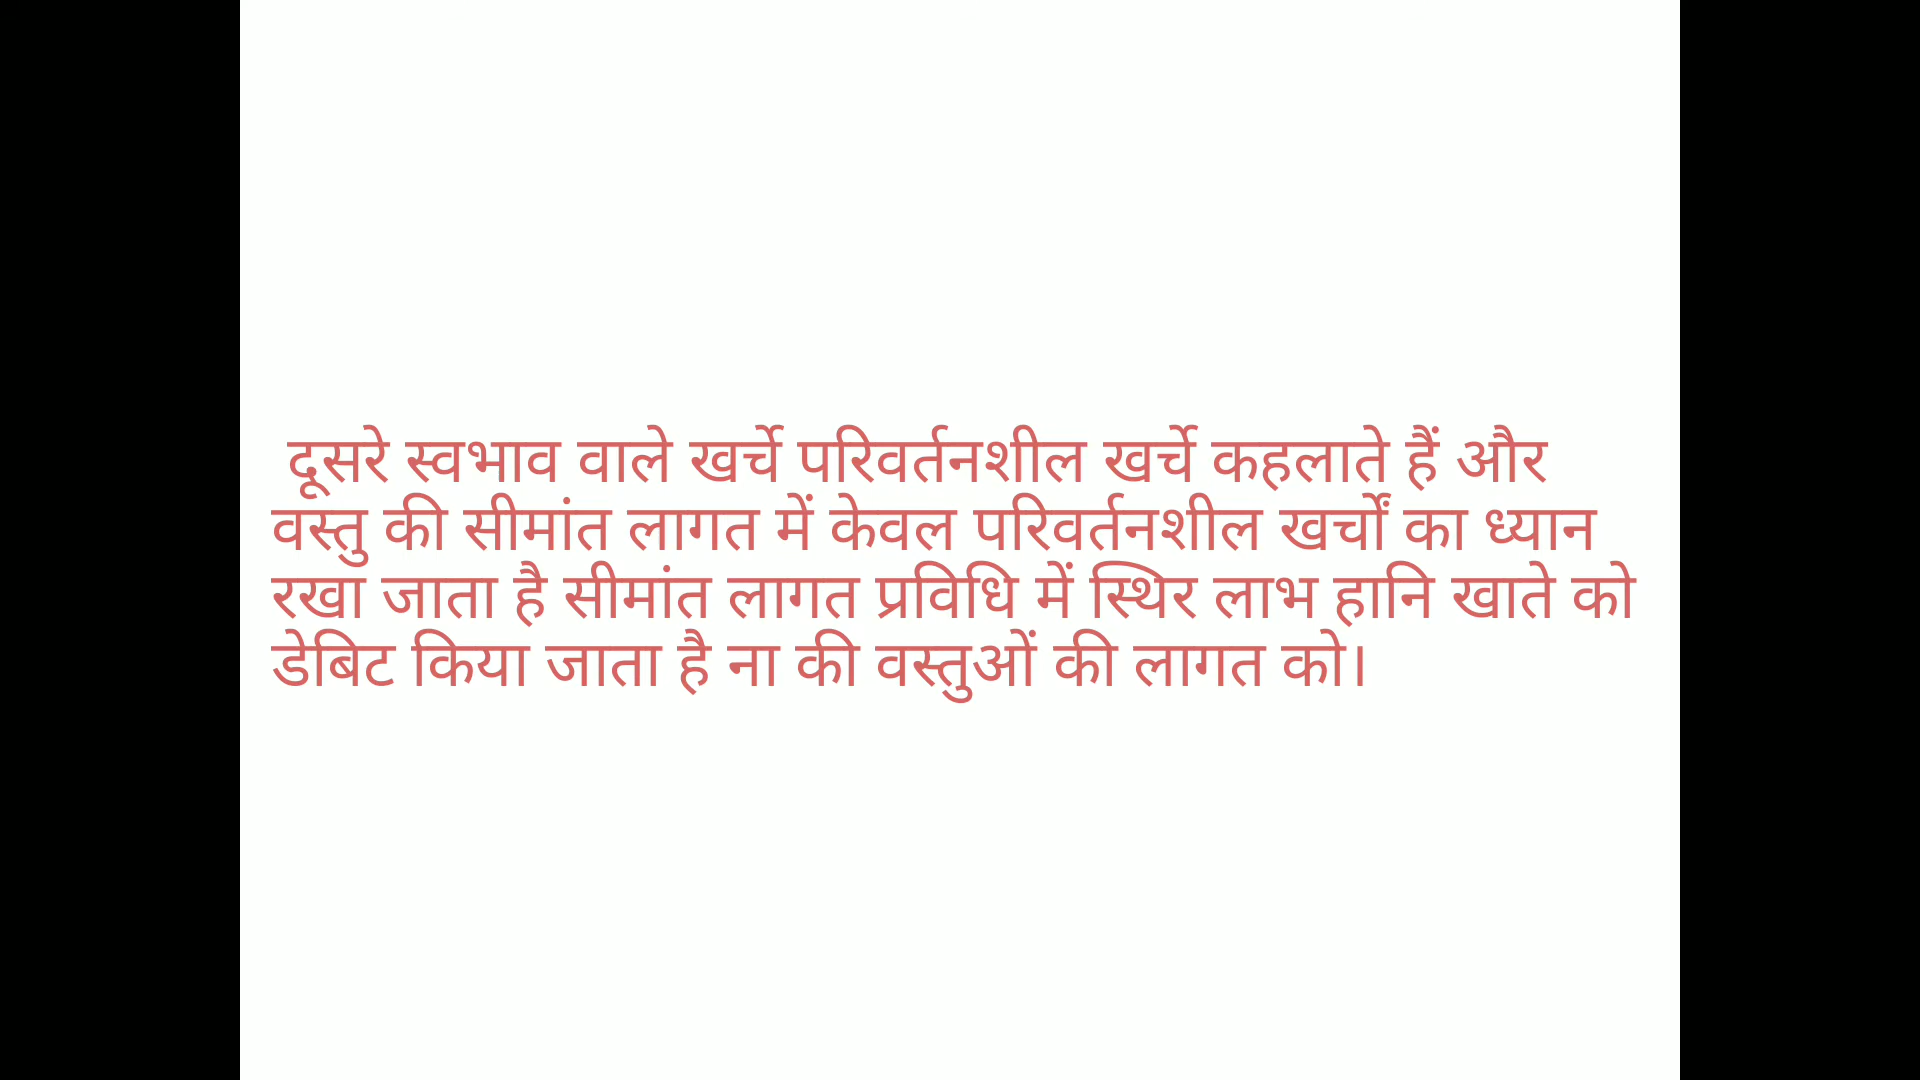 दूसरे स्वभाव वाले खर्चे परिवर्तनशील खर्चे कहलाते हैं और
वस्तु की सीमांत लागत में केवल परिवर्तनशील खर्चों का ध्यान
रखा जाता है सीमांत लागत प्रविधि में स्थिर लाभ हानि खाते को
डेबिट किया जाता है ना की वस्तुओं की लागत को।